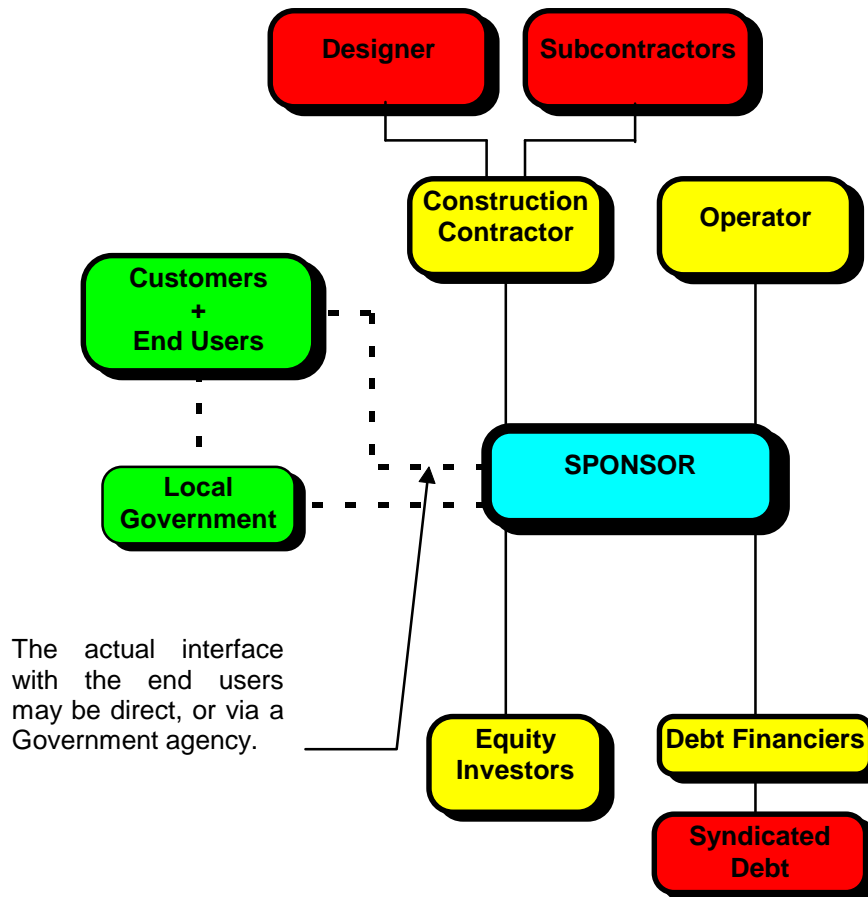 Designer
Subcontractors
Construction
Contractor
Operator
Customers
+
End Users
SPONSOR
Local
Government
The actual interface
with the end users
may be direct, or via a
Government agency.
Equity
Investors
Debt Financiers
Syndicated
Debt